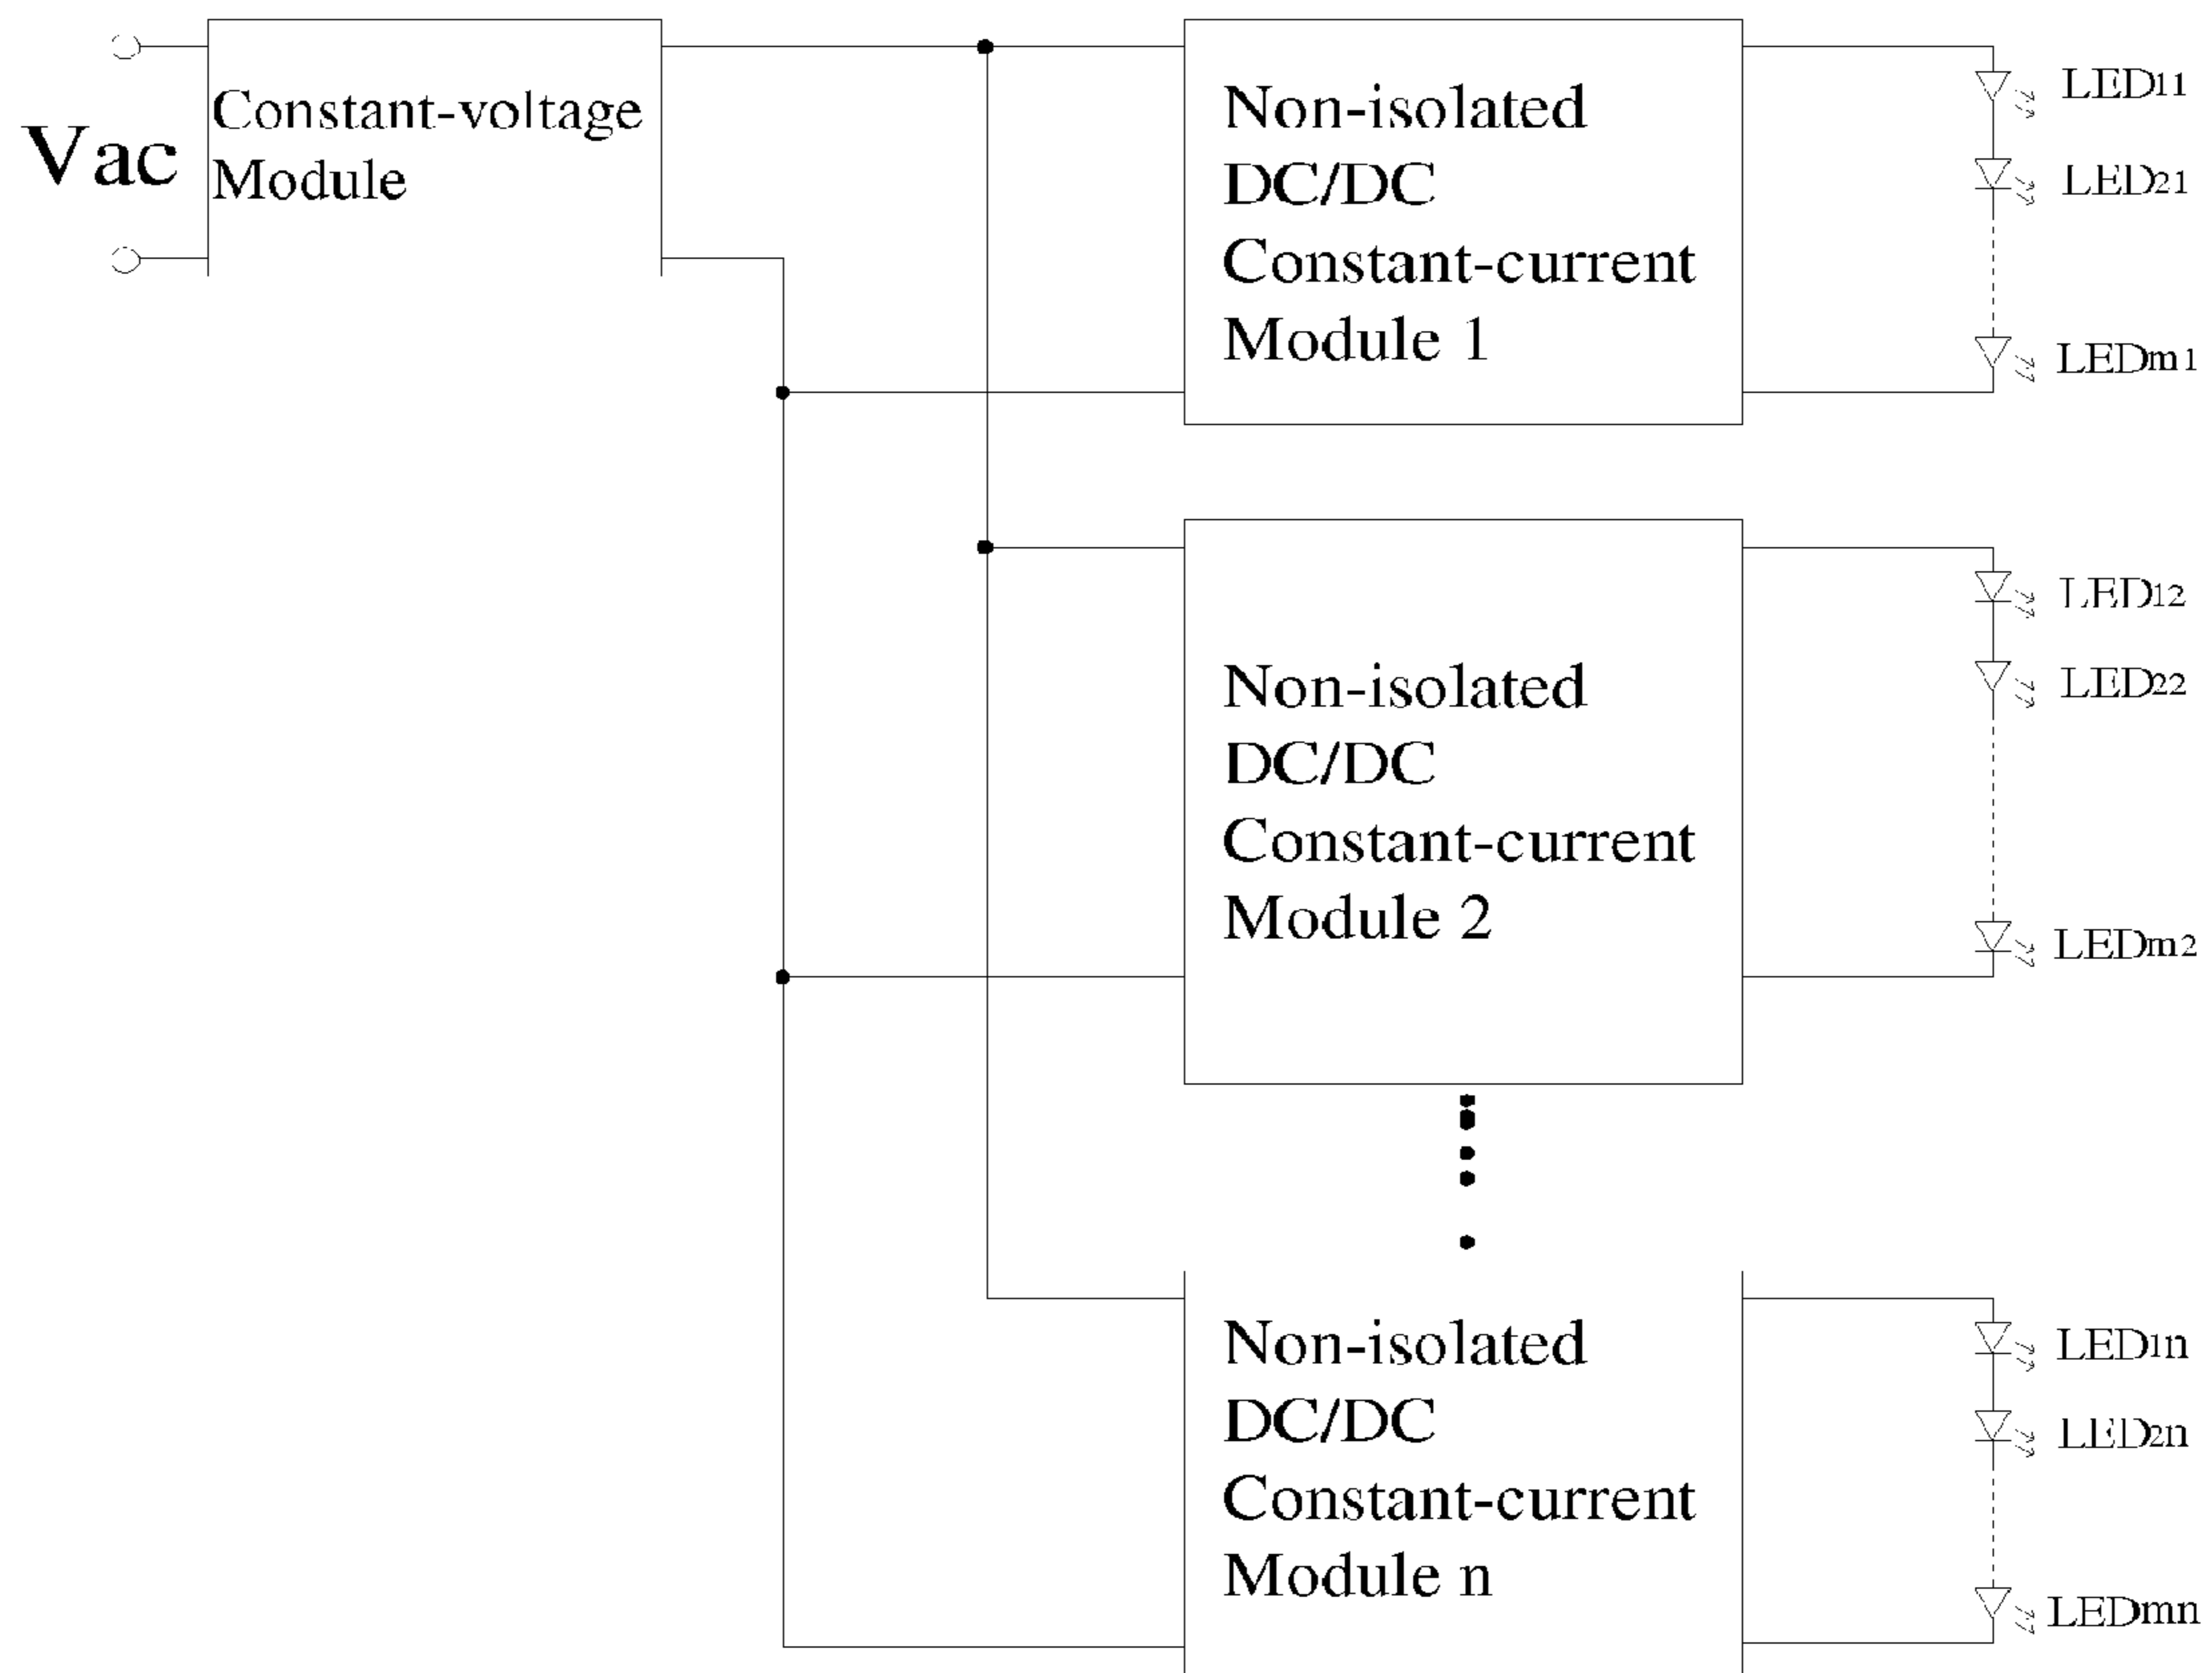 Vac
Constant-voltage
Module
Non-isolated
DC/DC
Constant-current
Module 1
LED11
LED21
LEDm1
Non-isolated
DC/DC
Constant-current
Module 2
LED12
LED22
LEDm2
Non-isolated
DC/DC
Constant-current
Module n
LED1n
LED2n
LEDmn